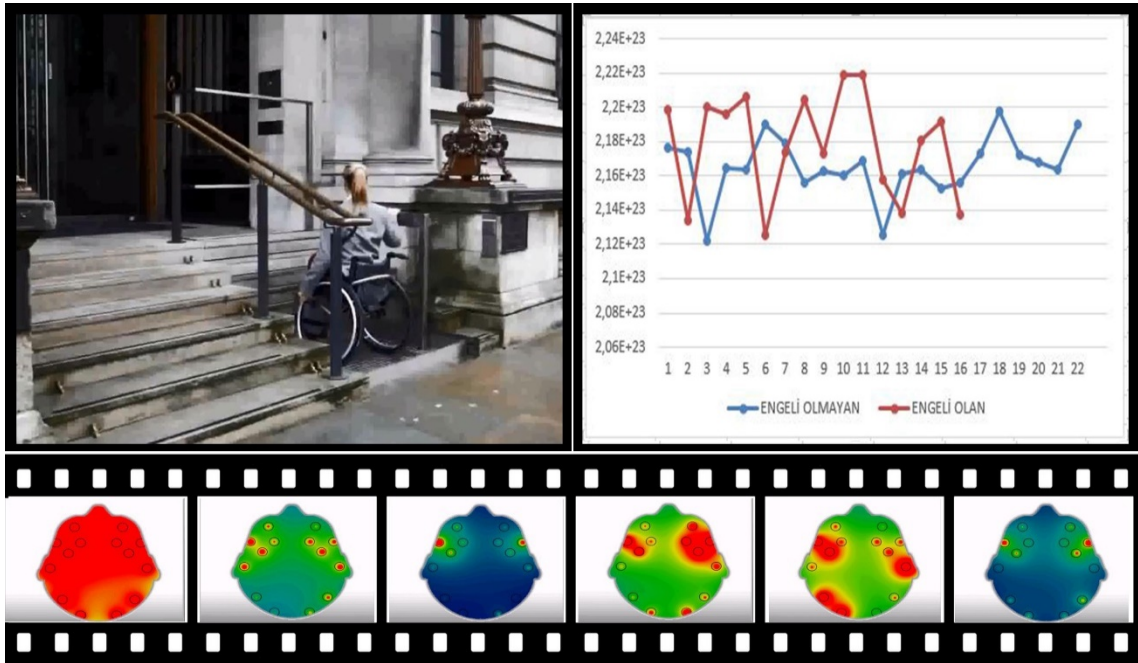 2,24E+23
2,22E+23
2,2E+23
2,18E+23
2,16E+23
2,14E+23
2,12E+23
2,1E+23
2,08E+23
2,06E+23
1 2 3 4 5 6 7 8 9 10 11 12 13 14 15 16 17 18 19 20 21 22
ENGELİ OLMAYAN ENGELİ OLAN